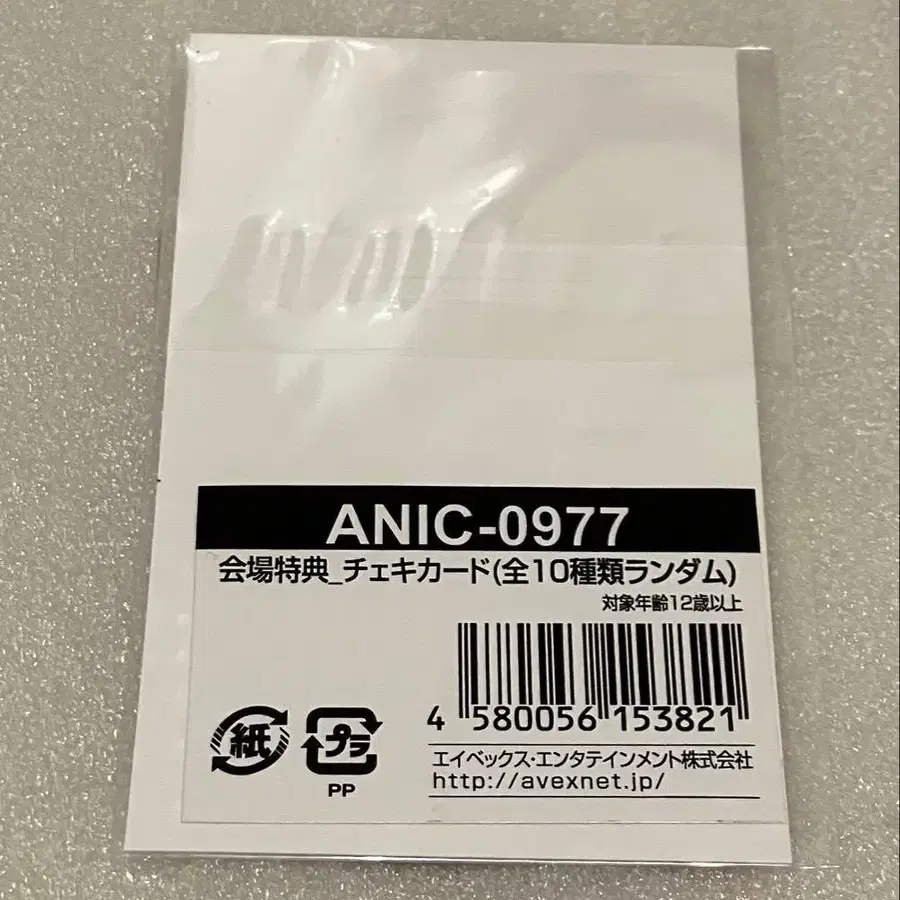 ANIC-0977
会場特典_チェキカード(全10種類ランダム)
対象年齢12歳以上
4 580056 153821
紙
プラ
PP
エイベックス・エンタテインメント株式会社
http://avexnet.jp/